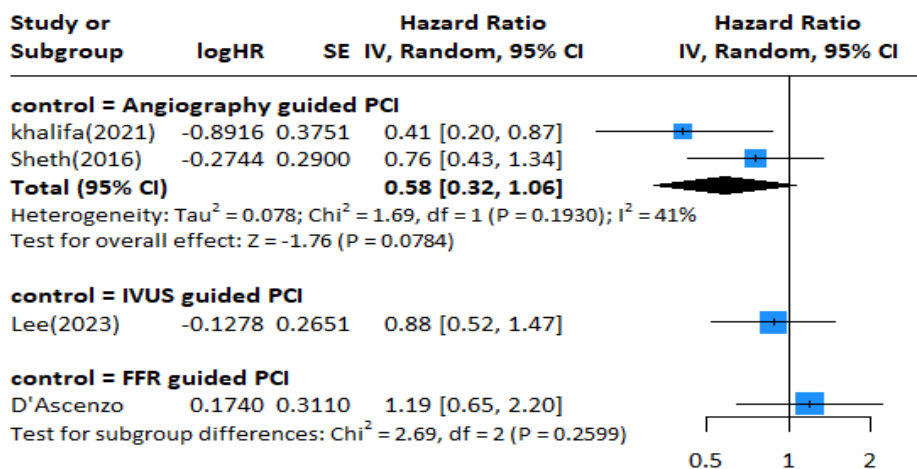 Study or Hazard Ratio Hazard Ratio
Subgroup logHR SE IV, Random, 95% CI IV, Random, 95% CI
control = Angiography guided PCI
khalifa(2021) -0.8916 0.3751 0.41 [0.20, 0.87]
Sheth(2016) -0.2744 0.2900 0.76 [0.43, 1.34]
Total (95% CI) 0.58 [0.32, 1.06]
Heterogeneity: Tau² = 0.078; Chi² = 1.69, df = 1 (P = 0.1930); I² = 41%
Test for overall effect: Z = -1.76 (P = 0.0784)
control = IVUS guided PCI
Lee(2023) -0.1278 0.2651 0.88 [0.52, 1.47]
control = FFR guided PCI
D'Ascenzo 0.1740 0.3110 1.19 [0.65, 2.20]
Test for subgroup differences: Chi² = 2.69, df = 2 (P = 0.2599)
0.5 1 2